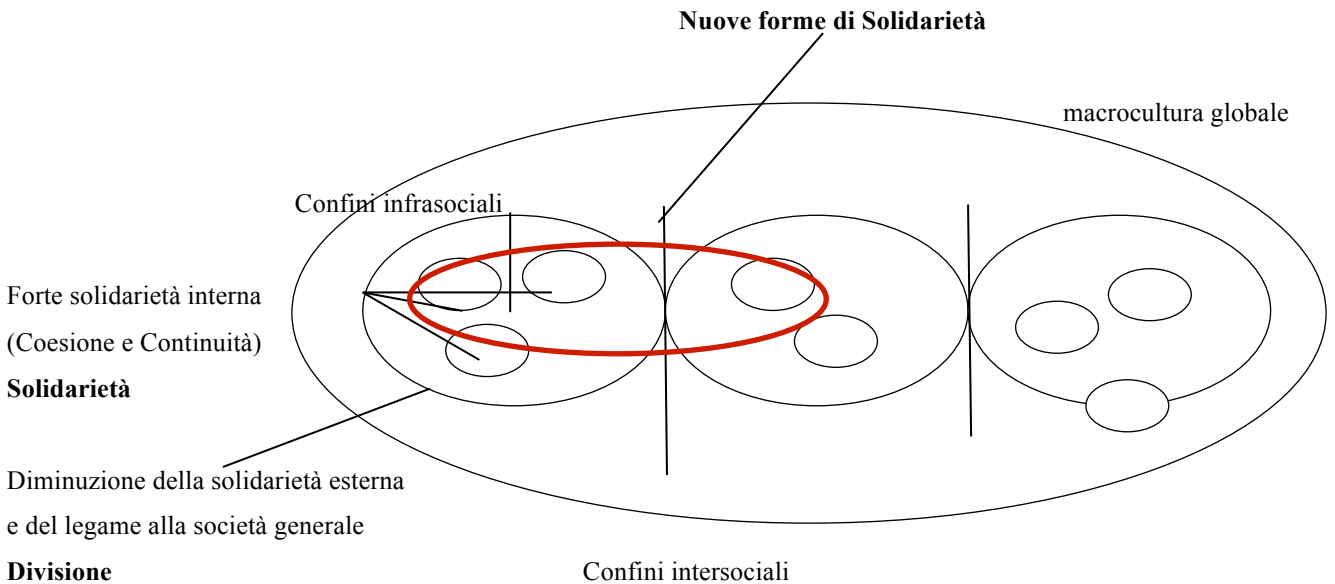 Nuove forme di Solidarietà
macrocultura globale
Confini infrasociali
Forte solidarietà interna
(Coesione e Continuità)
Solidarietà
Diminuzione della solidarietà esterna
e del legame alla società generale
Divisione
Confini intersociali